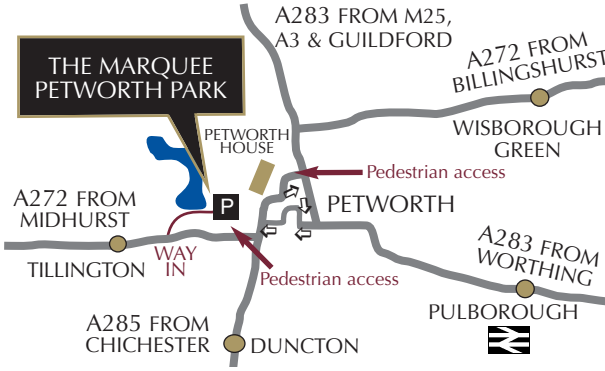 A283 FROM M25,
A3 & GUILDFORD
A272 FROM
BILLINGSHURST
THE MARQUEE
PETWORTH PARK
WISBOROUGH
GREEN
PETWORTH
HOUSE
Pedestrian access
A272 FROM
MIDHURST
P
PETWORTH
TILLINGTON
WAY
IN
Pedestrian access
A283 FROM
WORTHING
PULBOROUGH
A285 FROM
CHICHESTER
DUNCTON